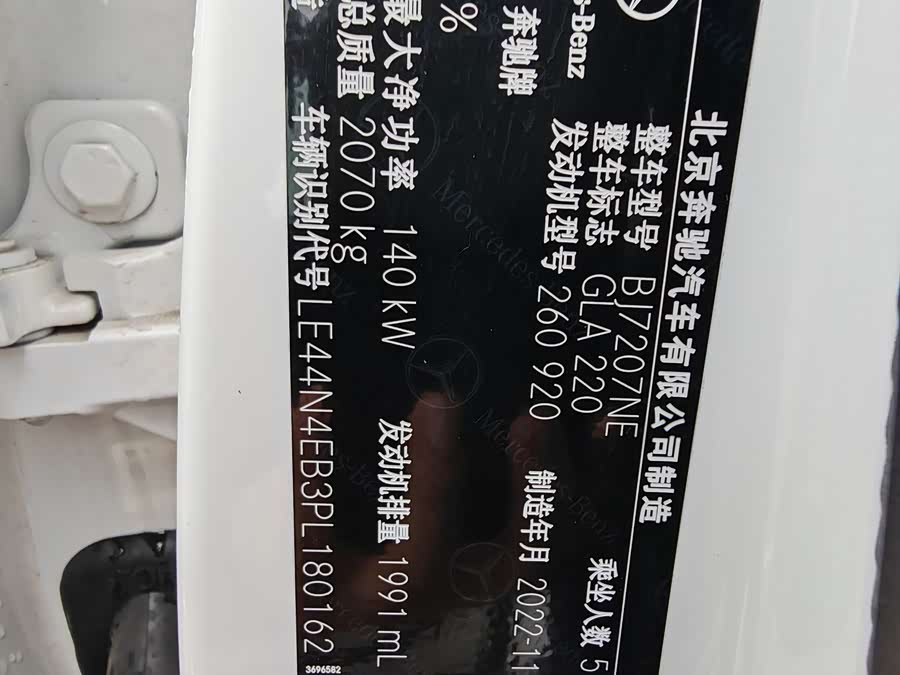 北京奔驰汽车有限公司制造
整车型号 BJ7207NE 乘坐人数 5
整车标志 GLA 220
发动机型号 260 920 制造年月 2022-11
s-Benz
奔驰牌
%
最大净功率 140 kW 发动机排量 1991 mL
总质量 2070 kg
车辆识别代号 LE44N4EB3PL180162
3696582